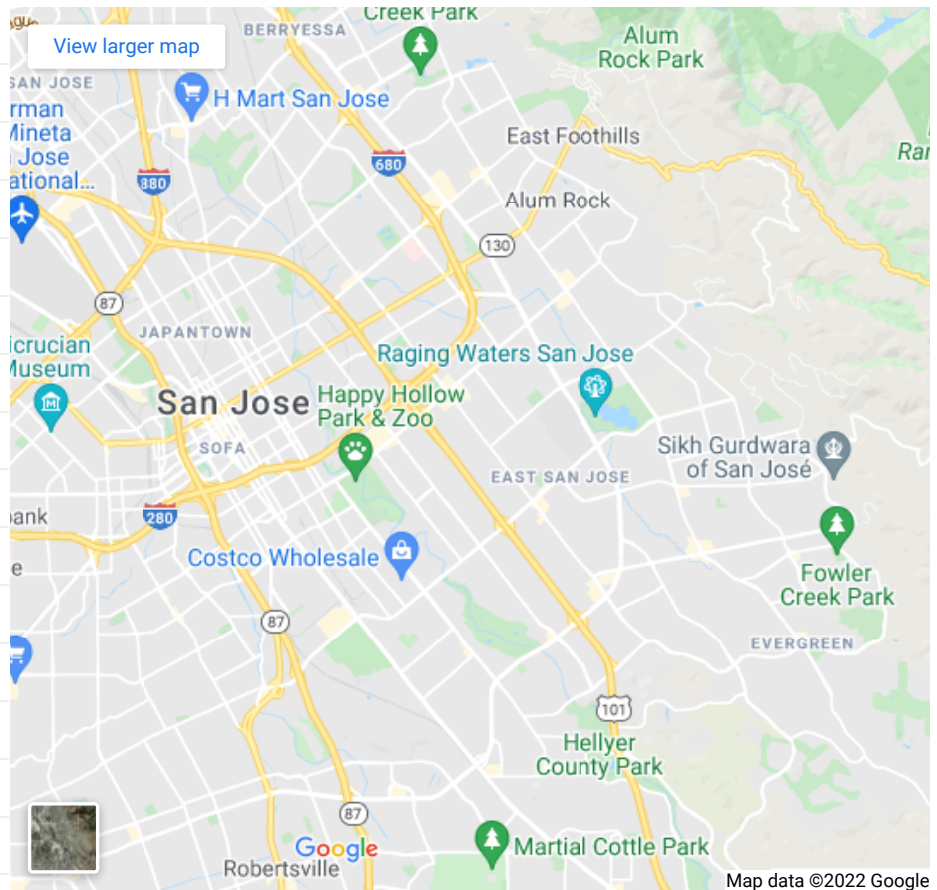 Creek Park
View larger map
BERRYESSA
Alum
Rock Park
SAN JOSE
H Mart San Jose
rman
Mineta
Jose
ational...
East Foothills
680
880
Ran
Alum Rock
130
87
JAPANTOWN
icrucian
Museum
Raging Waters San Jose
San Jose
Happy Hollow
Park & Zoo
SOFA
Sikh Gurdwara
of San José
EAST SAN JOSE
280
bank
Costco Wholesale
e
Fowler
Creek Park
87
EVERGREEN
101
Hellyer
County Park
87
Google
Martial Cottle Park
Robertsville
Map data ©2022 Google